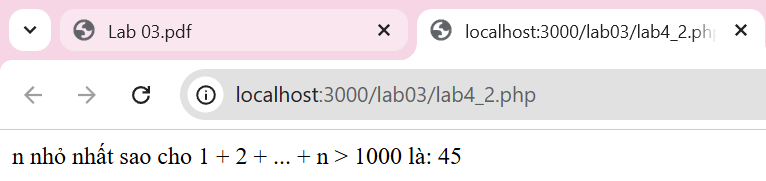 Lab 03.pdf
localhost:3000/lab03/lab4_2.php
localhost:3000/lab03/lab4_2.php
n nhỏ nhất sao cho 1 + 2 + ... + n > 1000 là: 45